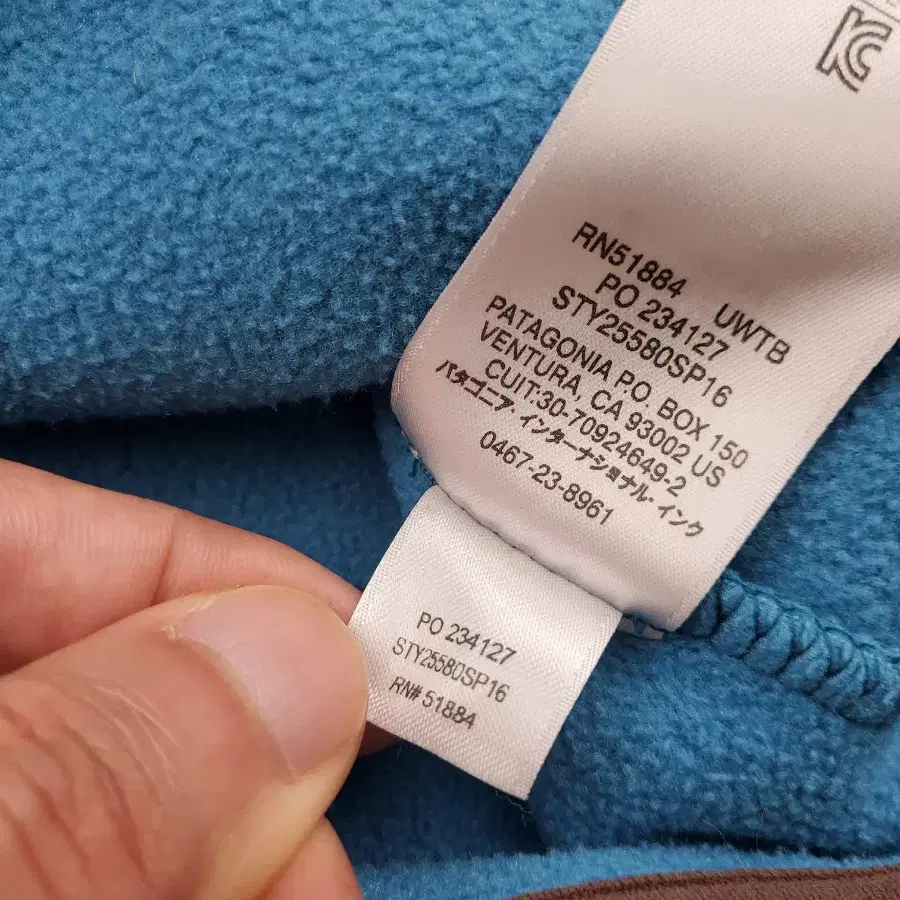 RN51884 UWTB
PO 234127
STY25580SP16
PATAGONIA P.O. BOX 150
VENTURA, CA 93002 US
CUIT:30-70924649-2
パタゴニア・インターナショナル・インク
0467-23-8961
PO 234127
STY25580SP16
RN# 51884